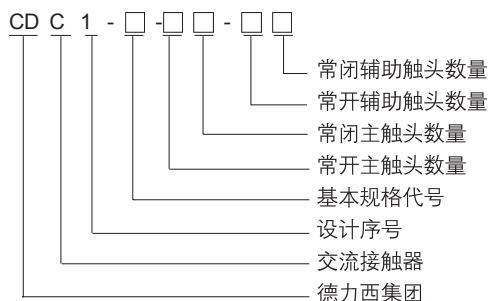 CD C 1 - □ - □ □ - □ □
常闭辅助触头数量
常开辅助触头数量
常闭主触头数量
常开主触头数量
基本规格代号
设计序号
交流接触器
德力西集团